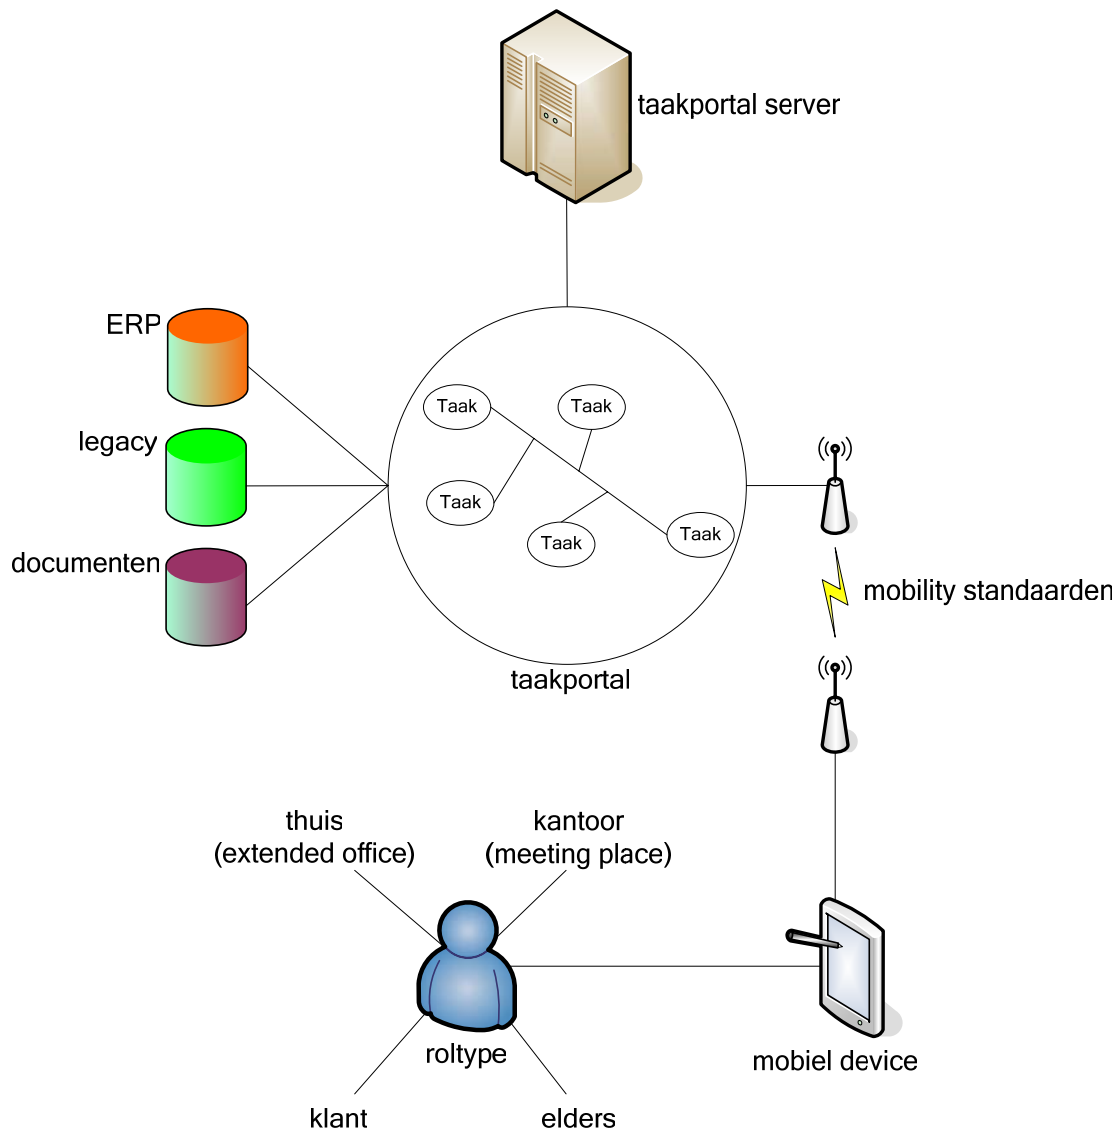 taakportal server
ERP
legacy
documenten
Taak
Taak
Taak
Taak
Taak
taakportal
mobility standaarden
thuis
(extended office)
kantoor
(meeting place)
roltype
mobiel device
klant
elders